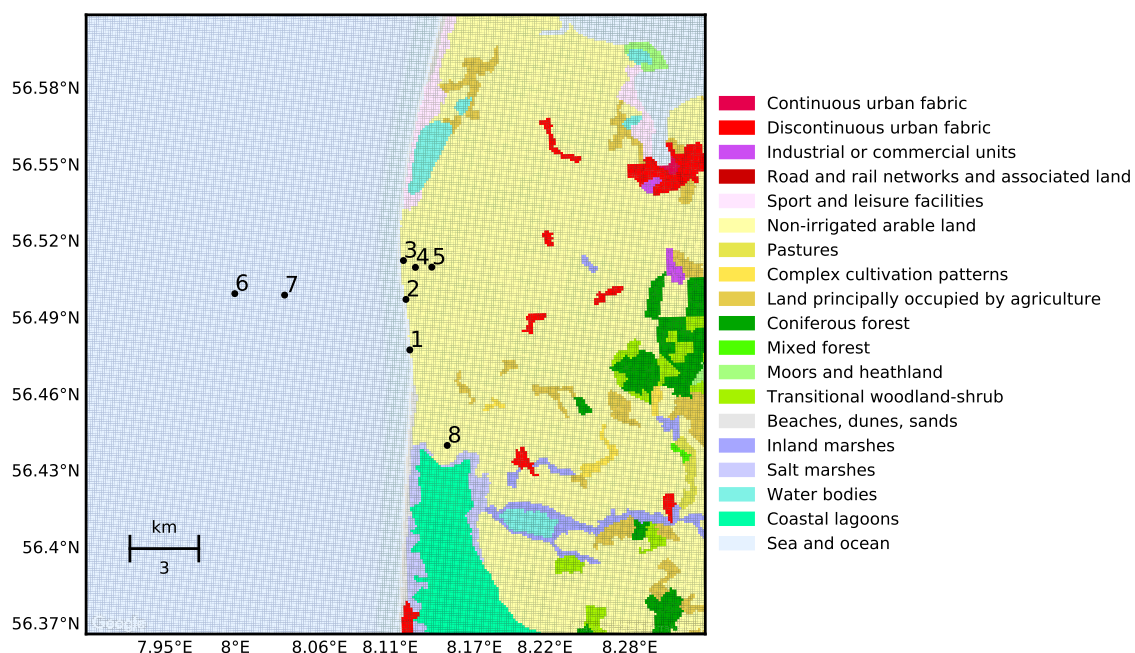 56.58°N
56.55°N
56.52°N
56.49°N
56.46°N
56.43°N
56.4°N
56.37°N
7.95°E
8°E
8.06°E
8.11°E
8.17°E
8.22°E
8.28°E
3
4
5
6
7
2
1
8
km
3
Google
Continuous urban fabric
Discontinuous urban fabric
Industrial or commercial units
Road and rail networks and associated land
Sport and leisure facilities
Non-irrigated arable land
Pastures
Complex cultivation patterns
Land principally occupied by agriculture
Coniferous forest
Mixed forest
Moors and heathland
Transitional woodland-shrub
Beaches, dunes, sands
Inland marshes
Salt marshes
Water bodies
Coastal lagoons
Sea and ocean